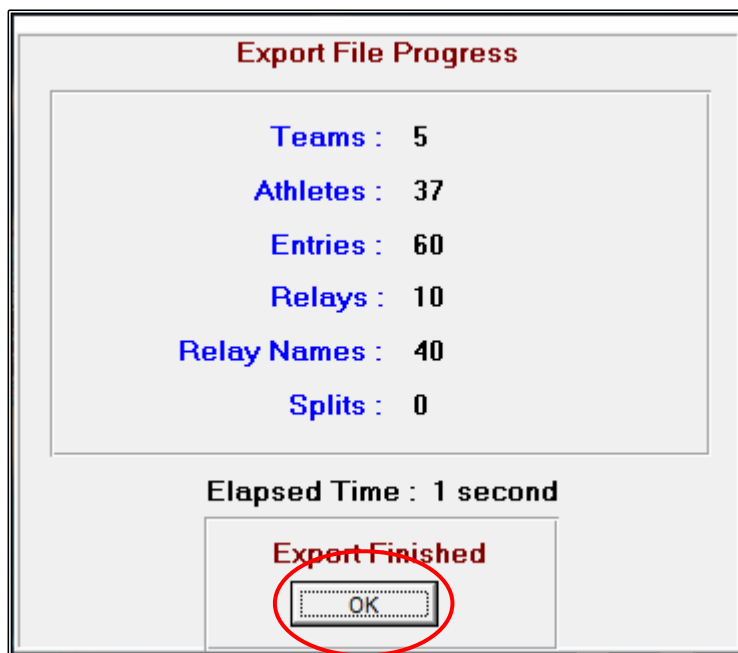 Export File Progress
Teams : 5
Athletes : 37
Entries : 60
Relays : 10
Relay Names : 40
Splits : 0
Elapsed Time : 1 second
Export Finished
OK